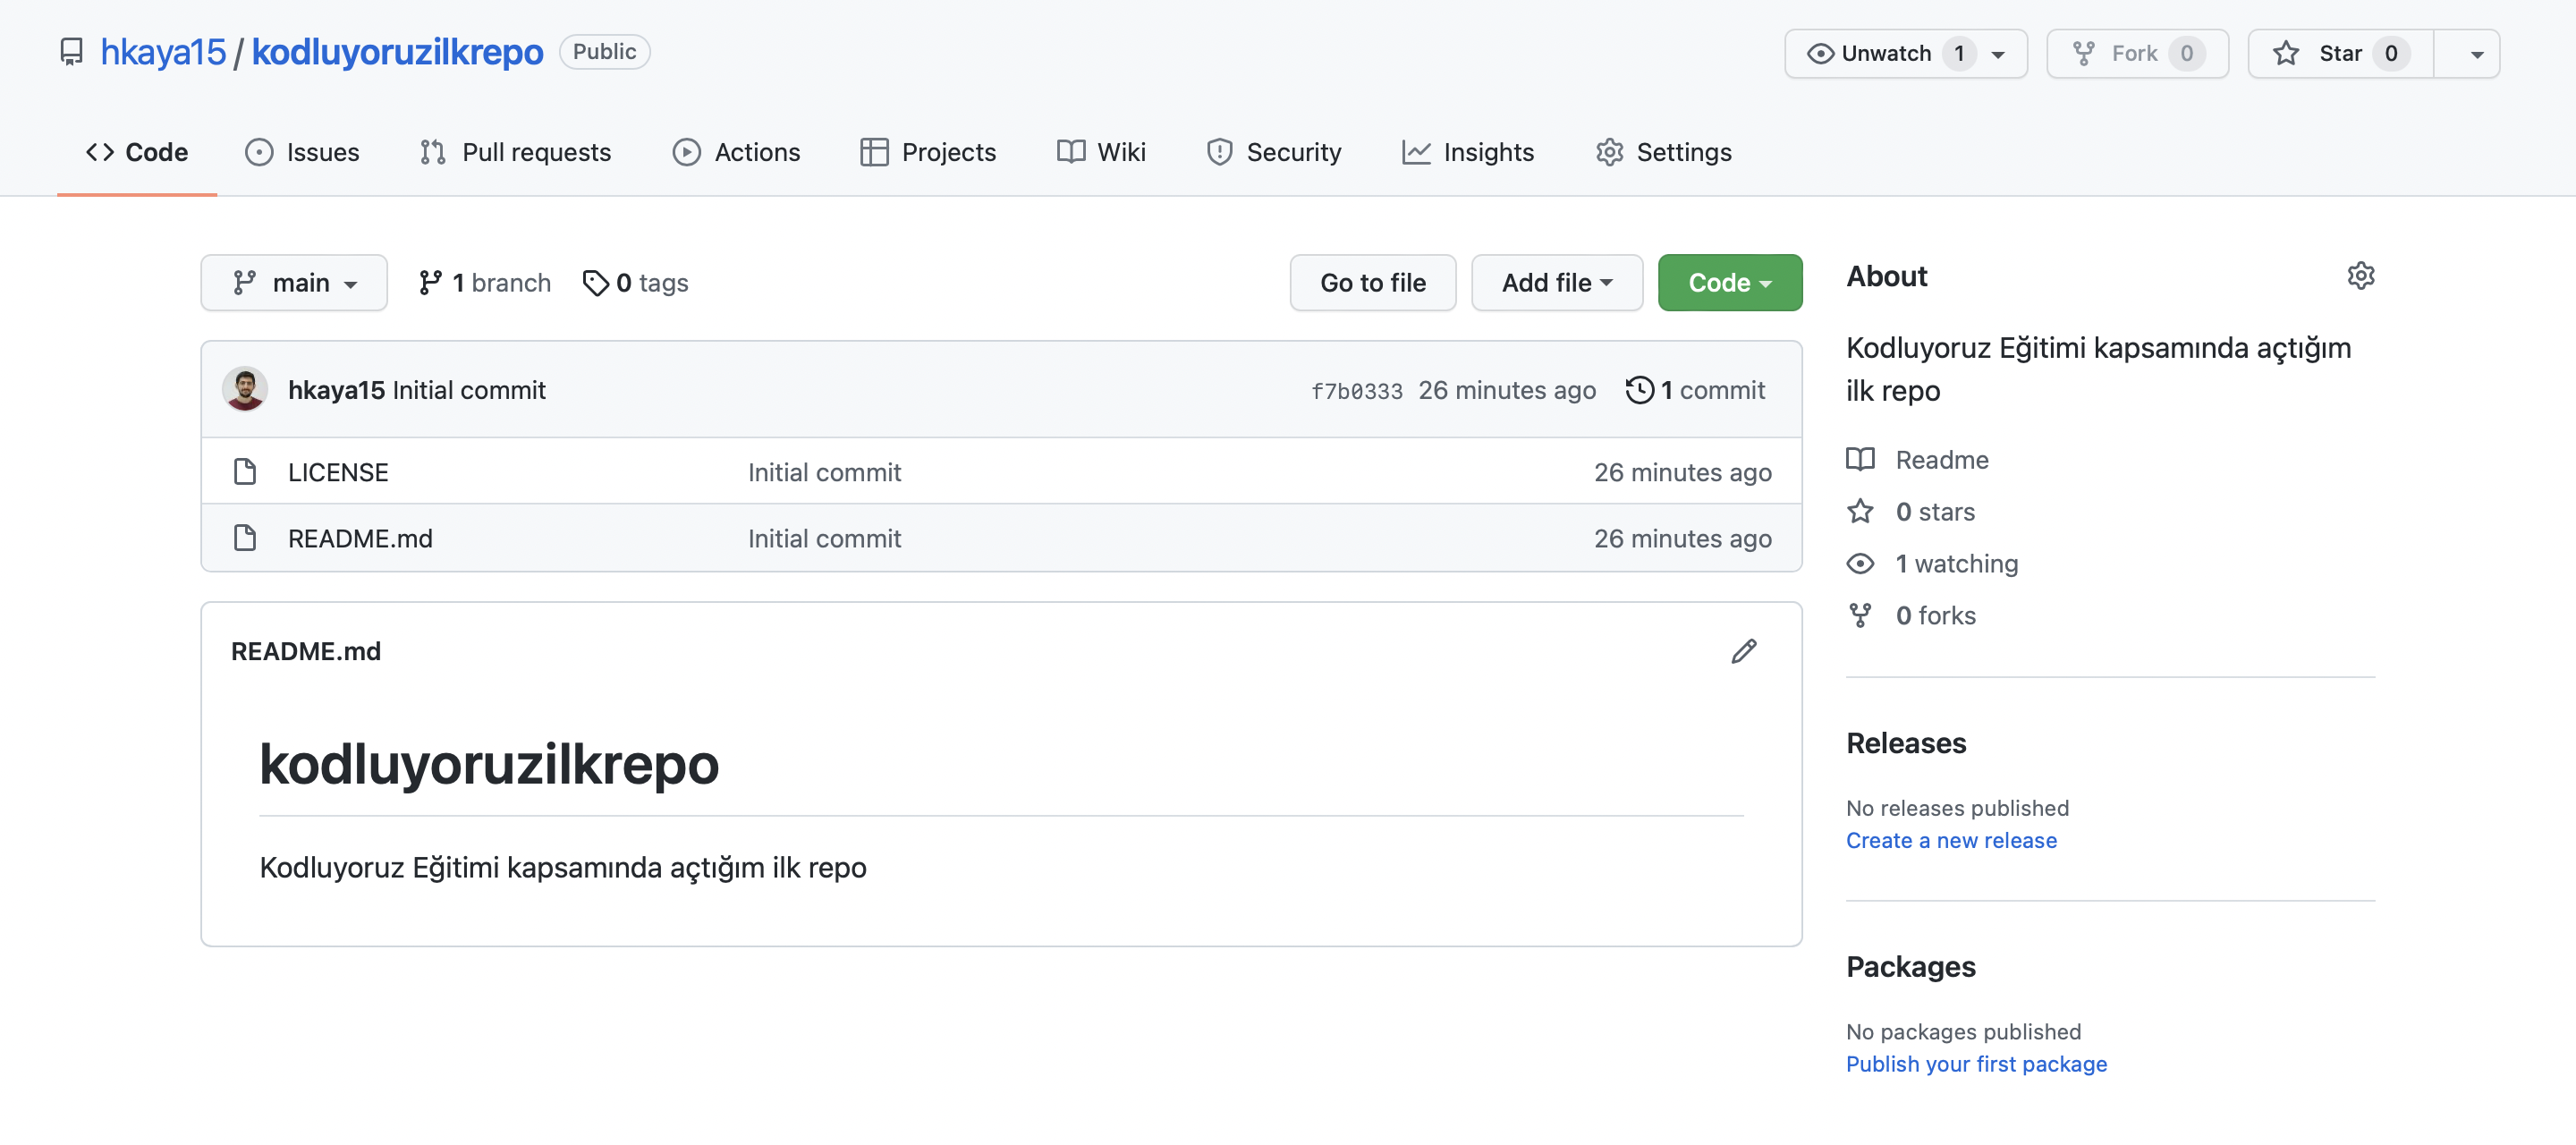 hkaya15 / kodluyoruzilkrepo Public
Unwatch 1 Fork 0 Star 0
Code Issues Pull requests Actions Projects Wiki Security Insights Settings
main 1 branch 0 tags Go to file Add file Code
hkaya15 Initial commit f7b0333 26 minutes ago 1 commit
LICENSE Initial commit 26 minutes ago
README.md Initial commit 26 minutes ago
README.md
kodluyoruzilkrepo
Kodluyoruz Eğitimi kapsamında açtığım ilk repo
About
Kodluyoruz Eğitimi kapsamında açtığım
ilk repo
Readme
0 stars
1 watching
0 forks
Releases
No releases published
Create a new release
Packages
No packages published
Publish your first package